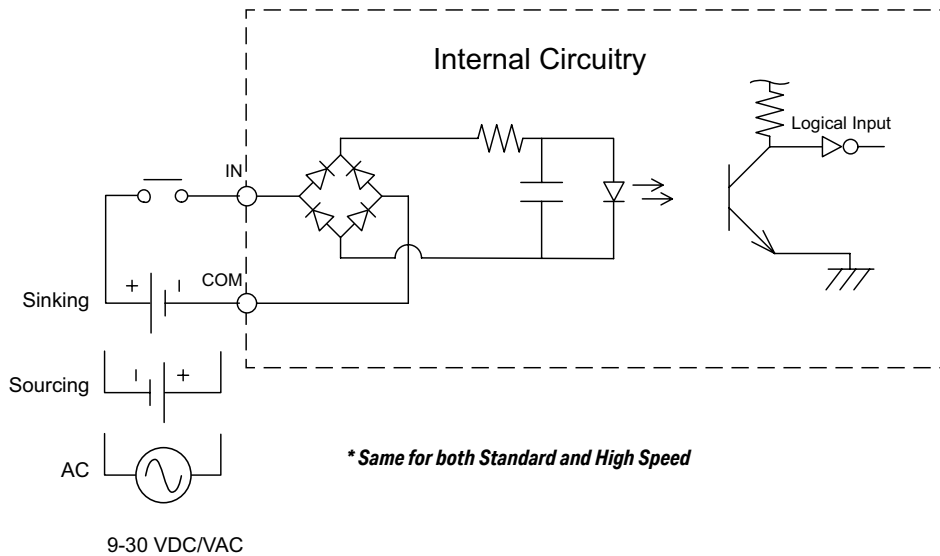 Internal Circuitry
Logical Input
IN
COM
+ –
Sinking
– +
Sourcing
* Same for both Standard and High Speed
AC
9-30 VDC/VAC